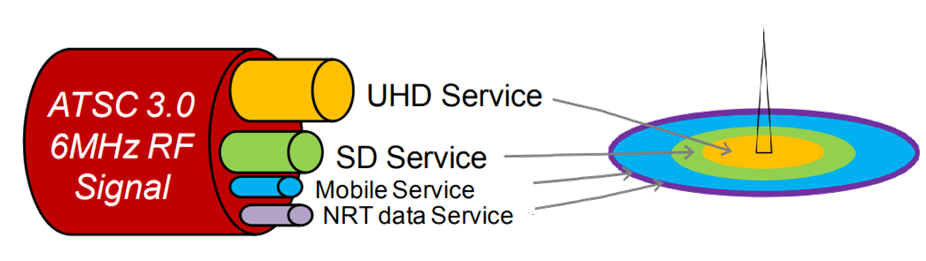 ATSC 3.0
6MHz RF
Signal
UHD Service
SD Service
Mobile Service
NRT data Service